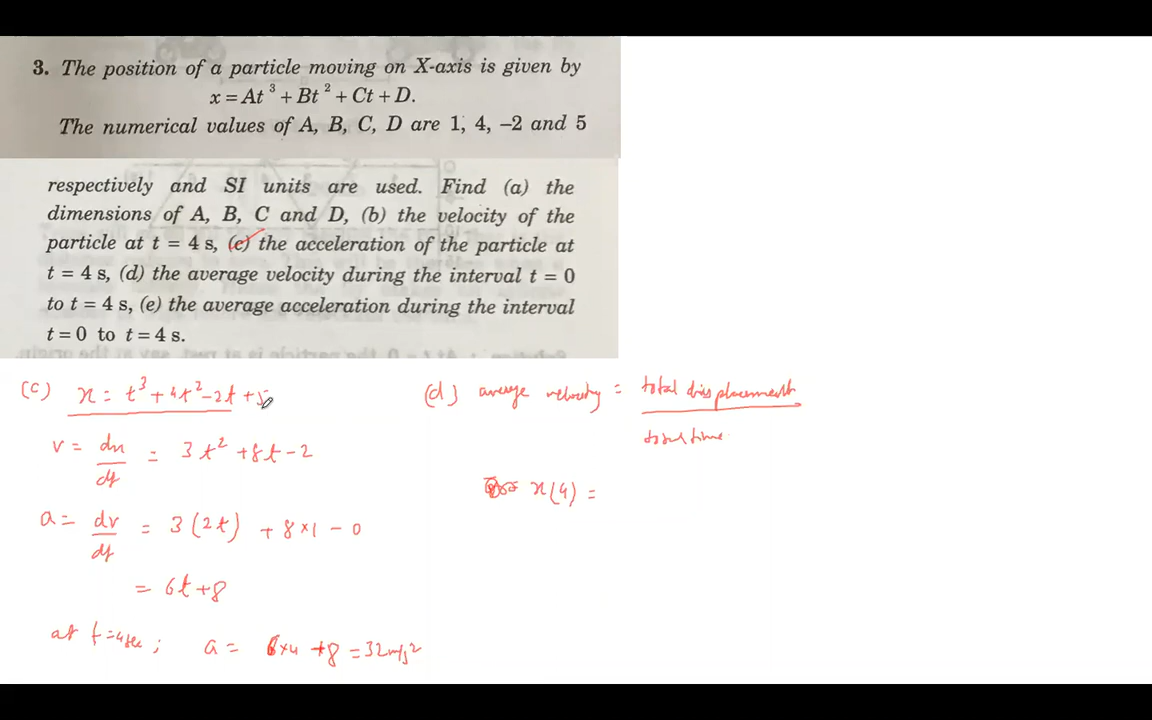 3. The position of a particle moving on X-axis is given by
x = At³ + Bt² + Ct + D.
The numerical values of A, B, C, D are 1, 4, –2 and 5
respectively and SI units are used. Find (a) the
dimensions of A, B, C and D, (b) the velocity of the
particle at t = 4 s, (c) the acceleration of the particle at
t = 4 s, (d) the average velocity during the interval t = 0
to t = 4 s, (e) the average acceleration during the interval
t = 0 to t = 4 s.
(c) x = t³ + 4t² - 2t + 5
v = dx/dt = 3t² + 8t - 2
a = dv/dt = 3(2t) + 8×1 - 0
= 6t + 8
at t = 4 sec ; a = 6×4 + 8 = 32 m/s²
(d) average velocity = total displacement
total time
x(4) =